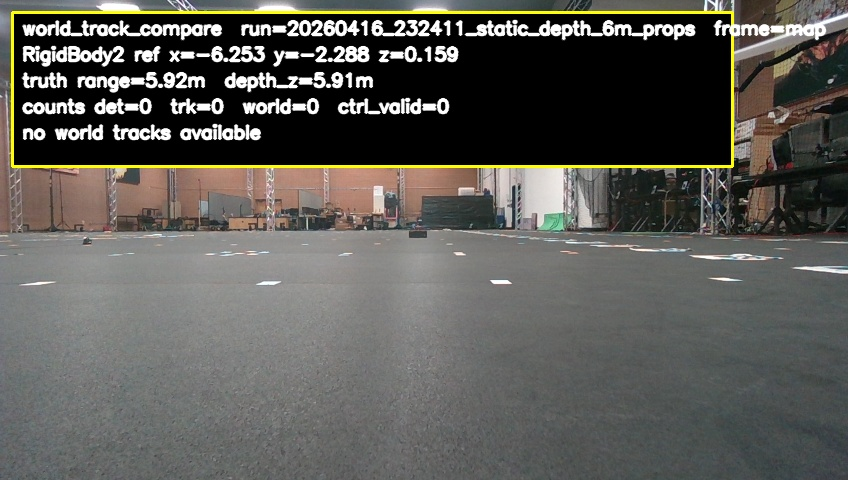 world_track_compare run=20260416_232411_static_depth_6m_props frame=map
RigidBody2 ref x=-6.253 y=-2.288 z=0.159
truth range=5.92m depth_z=5.91m
counts det=0 trk=0 world=0 ctrl_valid=0
no world tracks available